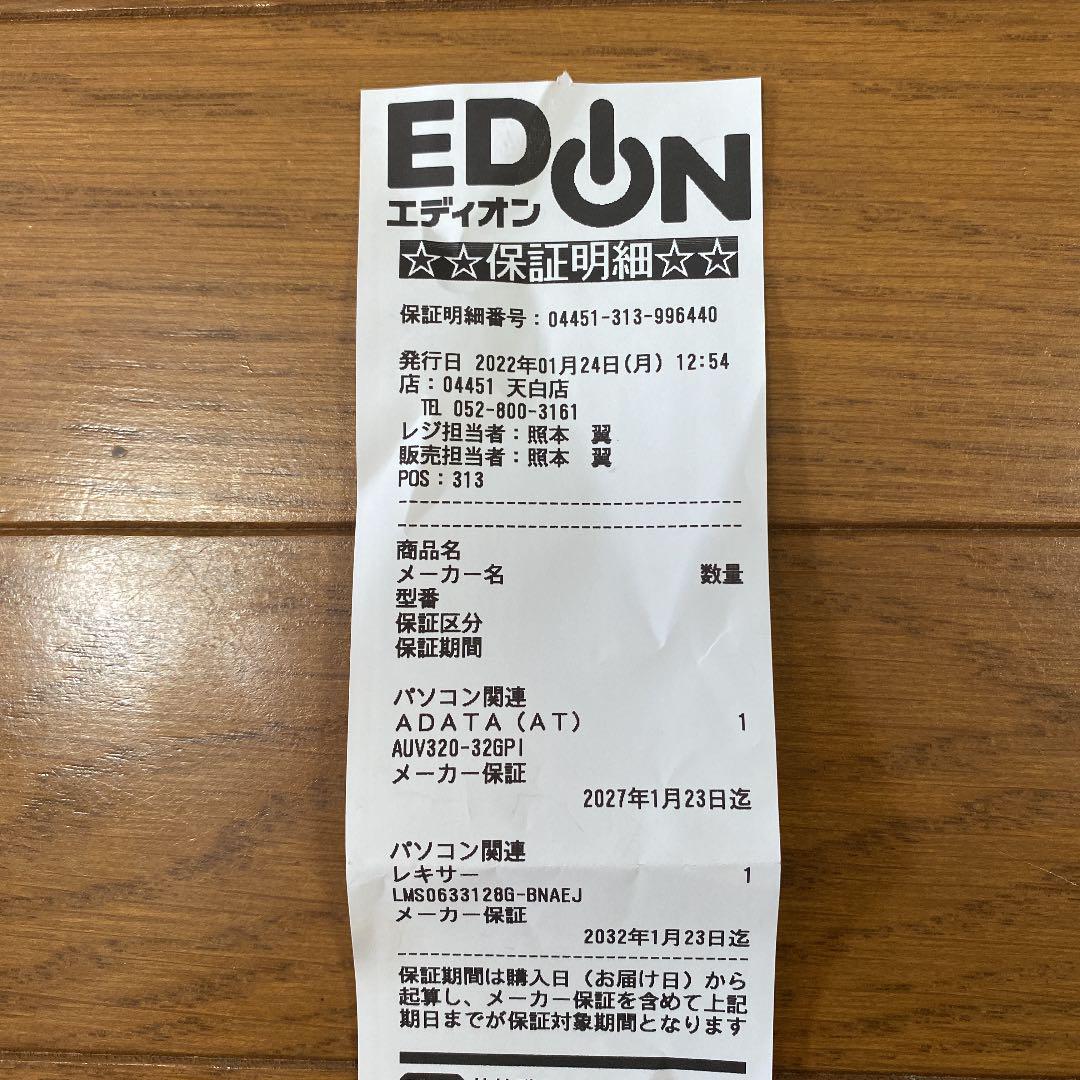 EDION
エディオン
☆☆保証明細☆☆
保証明細番号：04451-313-996440
発行日 2022年01月24日(月) 12:54
店：04451 天白店
TEL 052-800-3161
レジ担当者：照本　翼
販売担当者：照本　翼
POS：313
商品名
メーカー名 数量
型番
保証区分
保証期間
パソコン関連
ＡＤＡＴＡ（ＡＴ） 1
AUV320-32GPI
メーカー保証
2027年1月23日迄
パソコン関連
レキサー 1
LMS0633128G-BNAEJ
メーカー保証
2032年1月23日迄
保証期間は購入日（お届け日）から
起算し、メーカー保証を含めて上記
期日までが保証対象期間となります